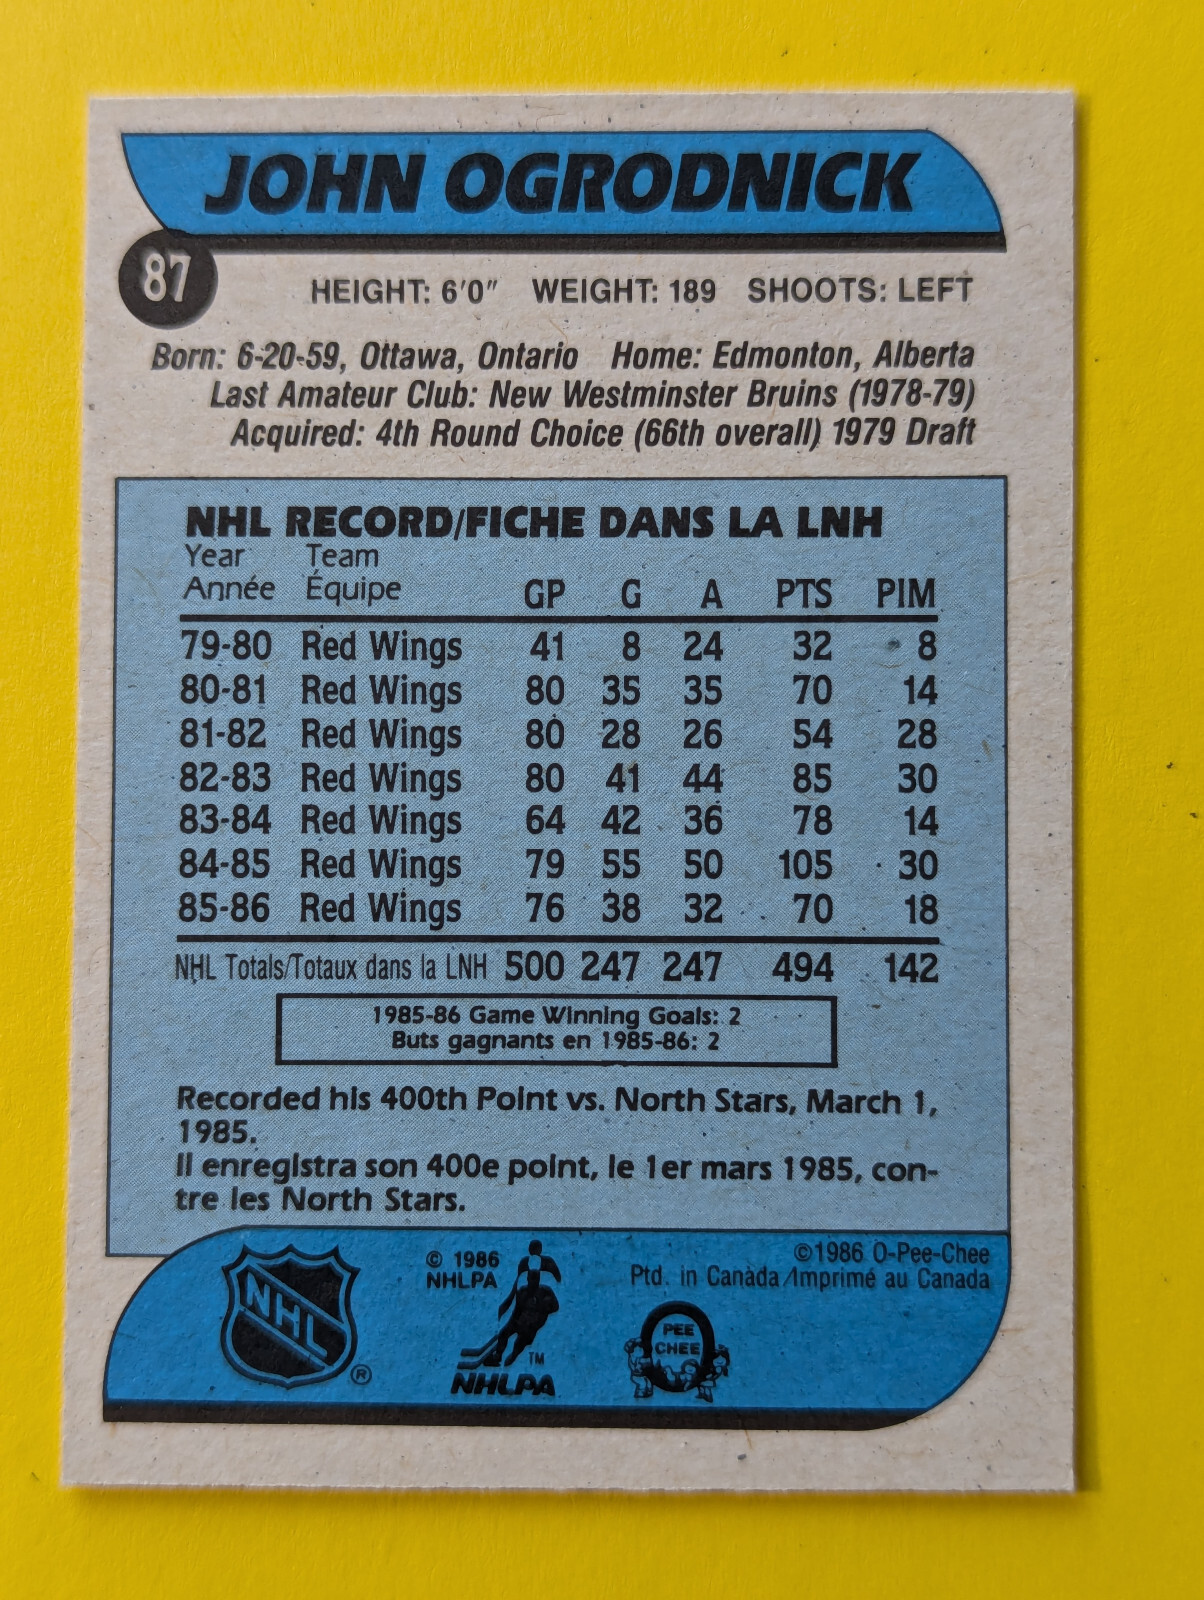 JOHN OGRODNICK
87
HEIGHT: 6'0" WEIGHT: 189 SHOOTS: LEFT
Born: 6-20-59, Ottawa, Ontario Home: Edmonton, Alberta
Last Amateur Club: New Westminster Bruins (1978-79)
Acquired: 4th Round Choice (66th overall) 1979 Draft
NHL RECORD/FICHE DANS LA LNH
Year Team
Année Équipe GP G A PTS PIM
79-80 Red Wings 41 8 24 32 8
80-81 Red Wings 80 35 35 70 14
81-82 Red Wings 80 28 26 54 28
82-83 Red Wings 80 41 44 85 30
83-84 Red Wings 64 42 36 78 14
84-85 Red Wings 79 55 50 105 30
85-86 Red Wings 76 38 32 70 18
NHL Totals/Totaux dans la LNH 500 247 247 494 142
1985-86 Game Winning Goals: 2
Buts gagnants en 1985-86: 2
Recorded his 400th Point vs. North Stars, March 1,
1985.
Il enregistra son 400e point, le 1er mars 1985, con-
tre les North Stars.
NHL
®
© 1986
NHLPA
TM
NHLPA
©1986 O-Pee-Chee
Ptd. in Canada/Imprimé au Canada
O
PEE
CHEE